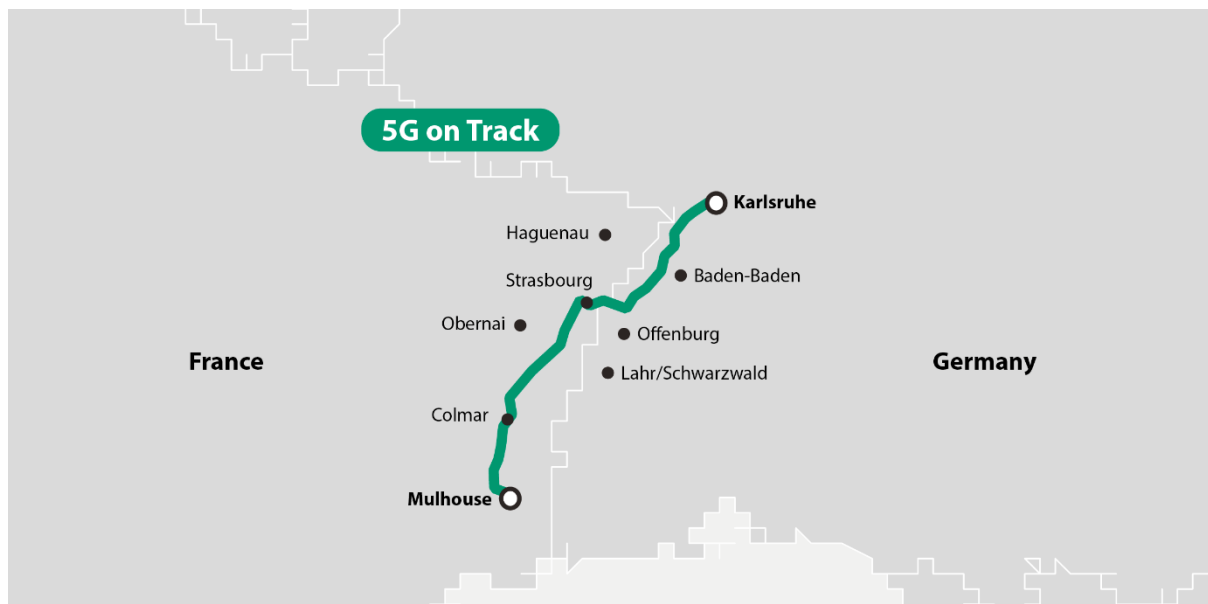 5G on Track
Karlsruhe
Haguenau
Baden-Baden
Strasbourg
Obernai
Offenburg
France
Germany
Lahr/Schwarzwald
Colmar
Mulhouse